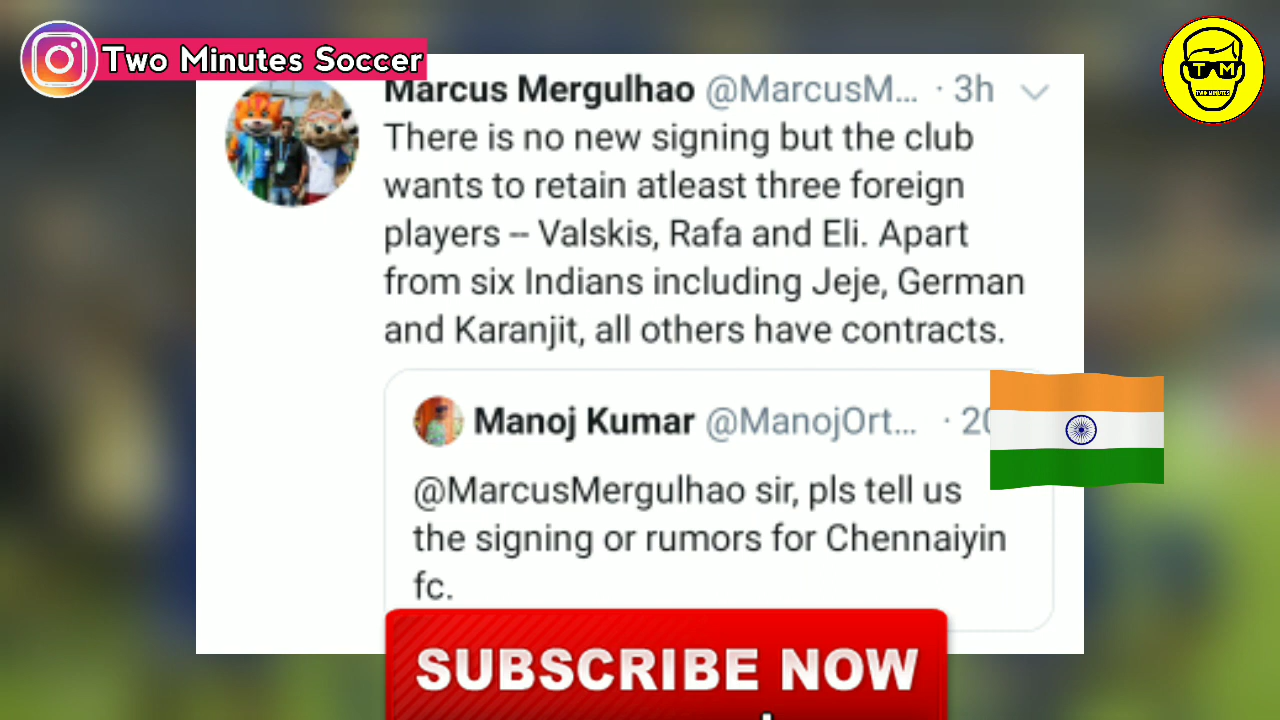 Two Minutes Soccer
T M
TWO MINUTES
Marcus Mergulhao @MarcusM... · 3h
There is no new signing but the club
wants to retain atleast three foreign
players -- Valskis, Rafa and Eli. Apart
from six Indians including Jeje, German
and Karanjit, all others have contracts.
Manoj Kumar @ManojOrt... · 20
@MarcusMergulhao sir, pls tell us
the signing or rumors for Chennaiyin
fc.
SUBSCRIBE NOW